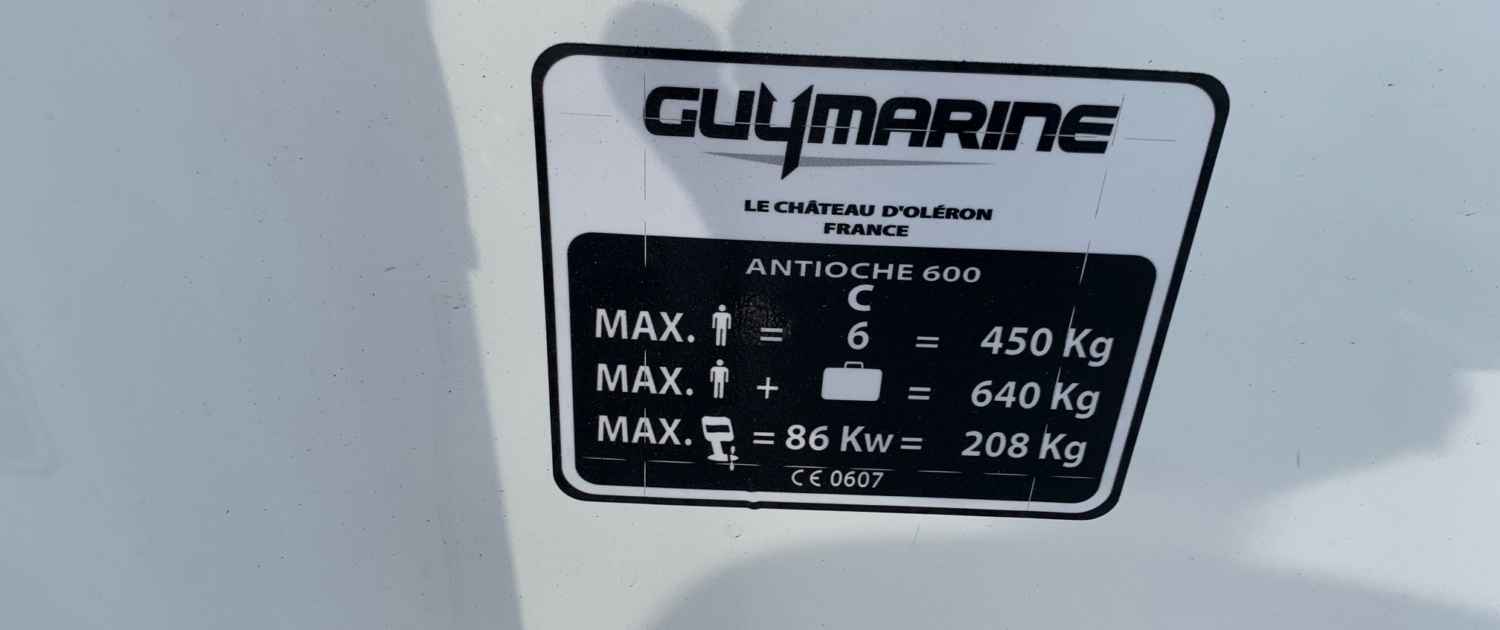 GUYMARINE
LE CHÂTEAU D'OLÉRON
FRANCE
ANTIOCHE 600
C
MAX. = 6 = 450 Kg
MAX. + = 640 Kg
MAX. = 86 Kw = 208 Kg
CE 0607